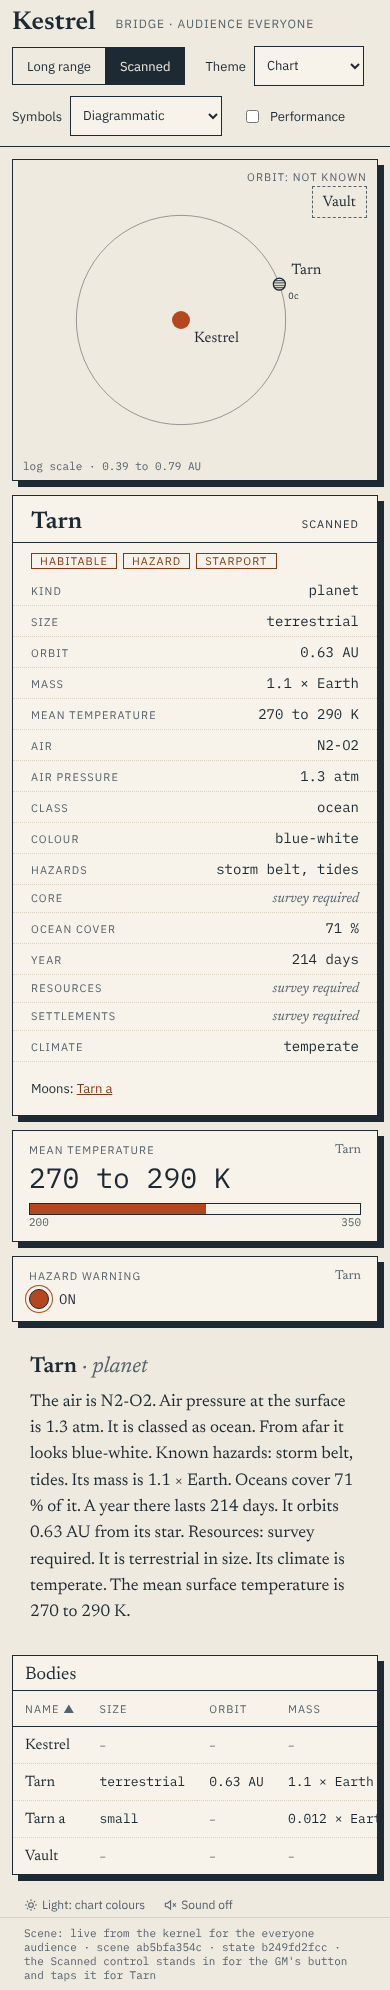 Kestrel BRIDGE · AUDIENCE EVERYONE
Long range Scanned Theme Chart
Symbols Diagrammatic Performance
ORBIT: NOT KNOWN
Vault
Tarn
0c
Kestrel
log scale · 0.39 to 0.79 AU
Tarn SCANNED
HABITABLE HAZARD STARPORT
KIND planet
SIZE terrestrial
ORBIT 0.63 AU
MASS 1.1 × Earth
MEAN TEMPERATURE 270 to 290 K
AIR N2-O2
AIR PRESSURE 1.3 atm
CLASS ocean
COLOUR blue-white
HAZARDS storm belt, tides
CORE survey required
OCEAN COVER 71 %
YEAR 214 days
RESOURCES survey required
SETTLEMENTS survey required
CLIMATE temperate
Moons: Tarn a
MEAN TEMPERATURE Tarn
270 to 290 K
200 350
HAZARD WARNING Tarn
ON
Tarn · planet
The air is N2-O2. Air pressure at the surface
is 1.3 atm. It is classed as ocean. From afar it
looks blue-white. Known hazards: storm belt,
tides. Its mass is 1.1 × Earth. Oceans cover 71
% of it. A year there lasts 214 days. It orbits
0.63 AU from its star. Resources: survey
required. It is terrestrial in size. Its climate is
temperate. The mean surface temperature is
270 to 290 K.
Bodies
NAME ▲ SIZE ORBIT MASS
Kestrel – – –
Tarn terrestrial 0.63 AU 1.1 × Earth
Tarn a small – 0.012 × Eart
Vault – – –
Light: chart colours Sound off
Scene: live from the kernel for the everyone
audience · scene ab5bfa354c · state b249fd2fcc ·
the Scanned control stands in for the GM's button
and taps it for Tarn